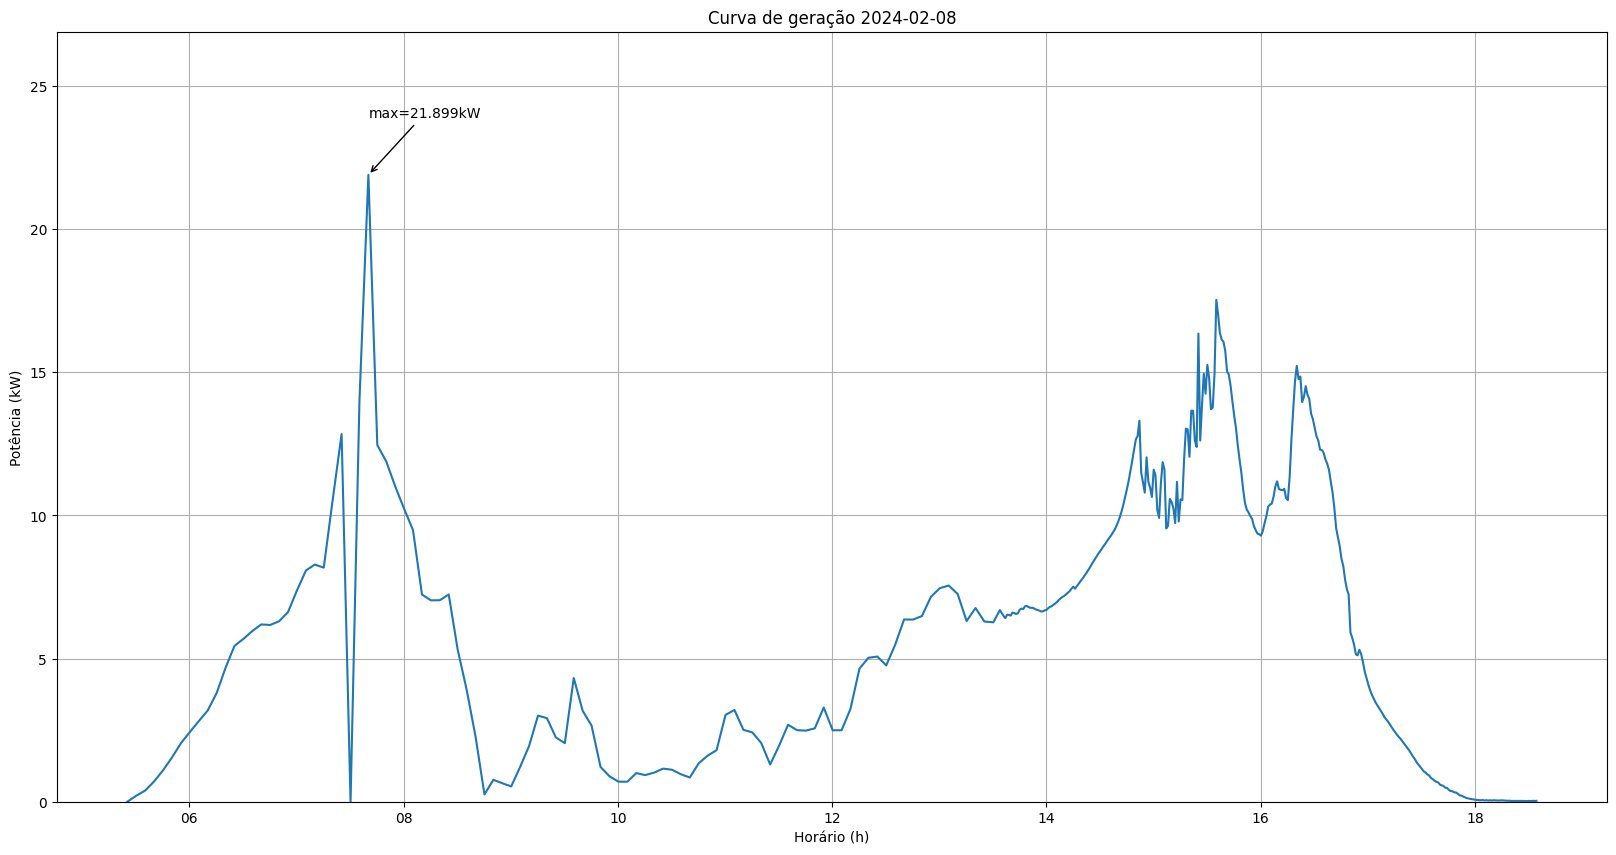 Curva de geração 2024-02-08
max=21.899kW
Potência (kW)
25
20
15
10
5
0
06 08 10 12 14 16 18
Horário (h)